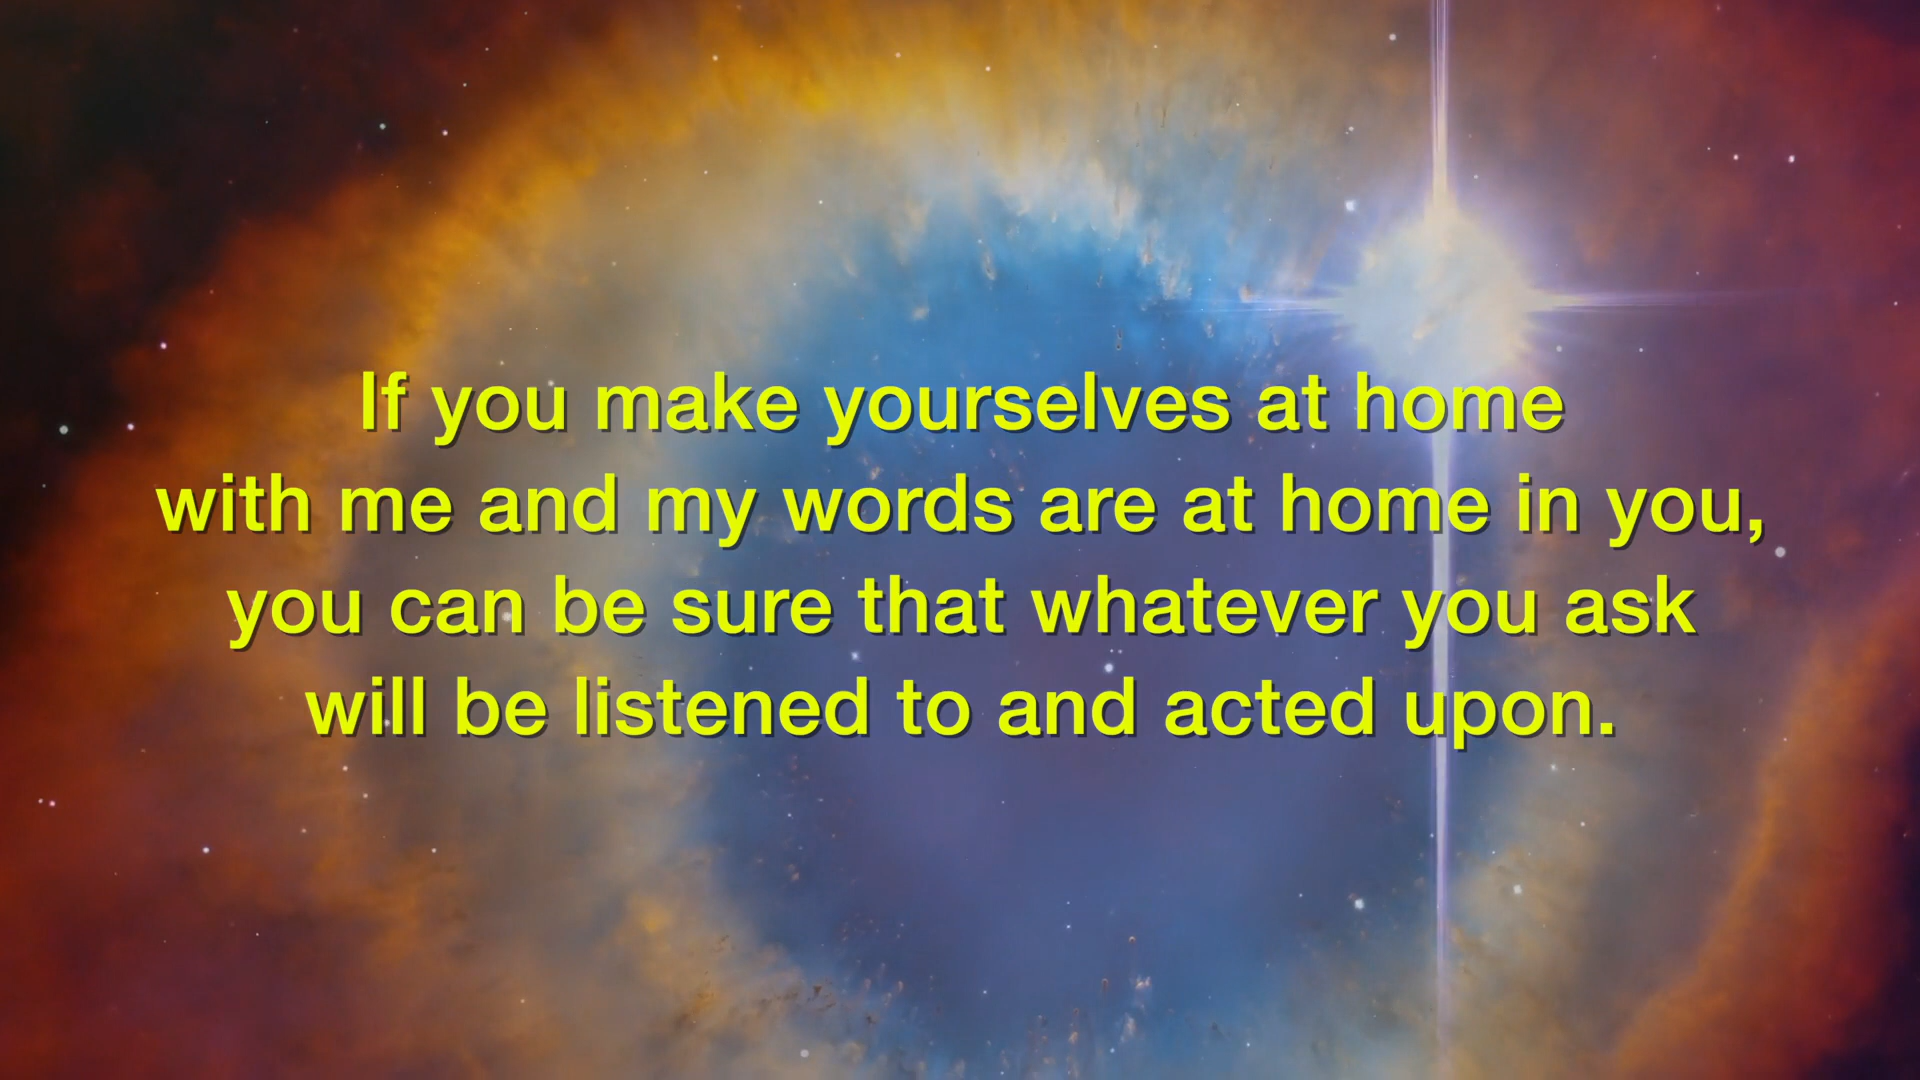 If you make yourselves at home
with me and my words are at home in you,
you can be sure that whatever you ask
will be listened to and acted upon.